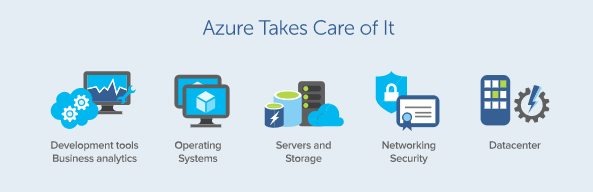 Azure Takes Care of It
Development tools
Business analytics
Operating
Systems
Servers and
Storage
Networking
Security
Datacenter